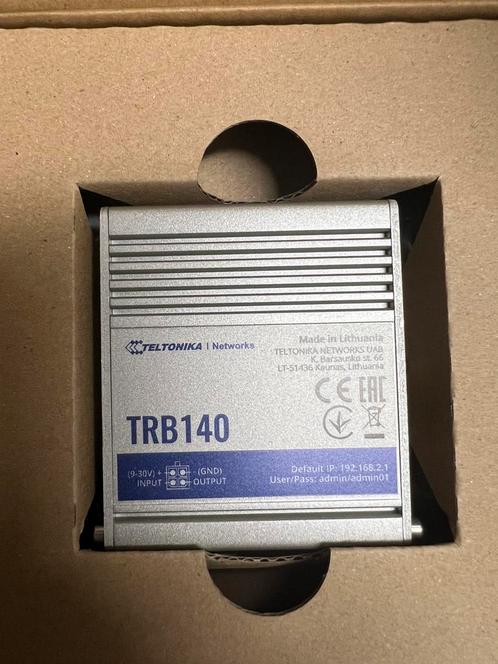 TELTONIKA | Networks
Made in Lithuania
TELTONIKA NETWORKS UAB
K. Baršausko st. 66
LT-51436 Kaunas, Lithuania
CE EAC
TRB140
(9-30V) + - (GND)
INPUT OUTPUT
Default IP: 192.168.2.1
User/Pass: admin/admin01